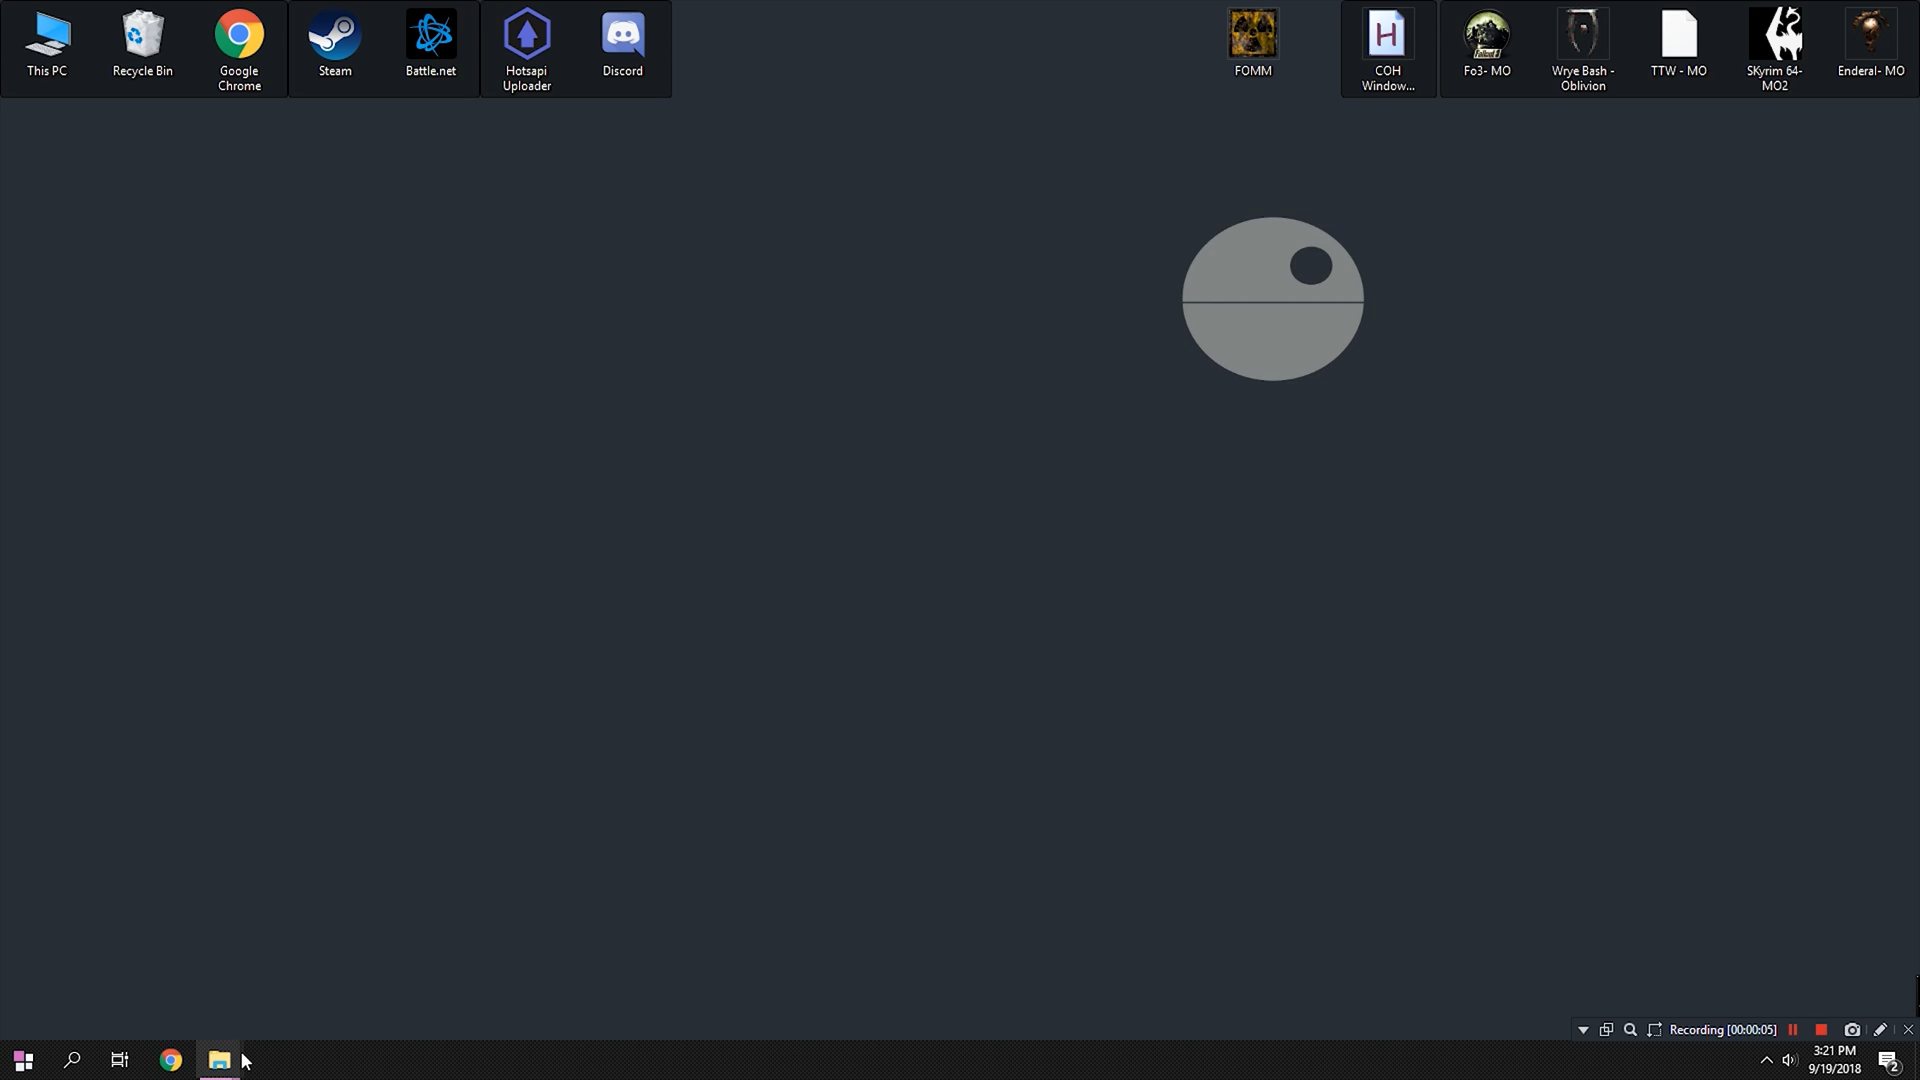 This PC
Recycle Bin
Google
Chrome
Steam
Battle.net
Hotsapi
Uploader
Discord
FOMM
H
COH
Window...
Fo3- MO
Wrye Bash -
Oblivion
TTW - MO
SKyrim 64-
MO2
Enderal- MO
Recording [00:00:05]
3:21 PM
9/19/2018
2